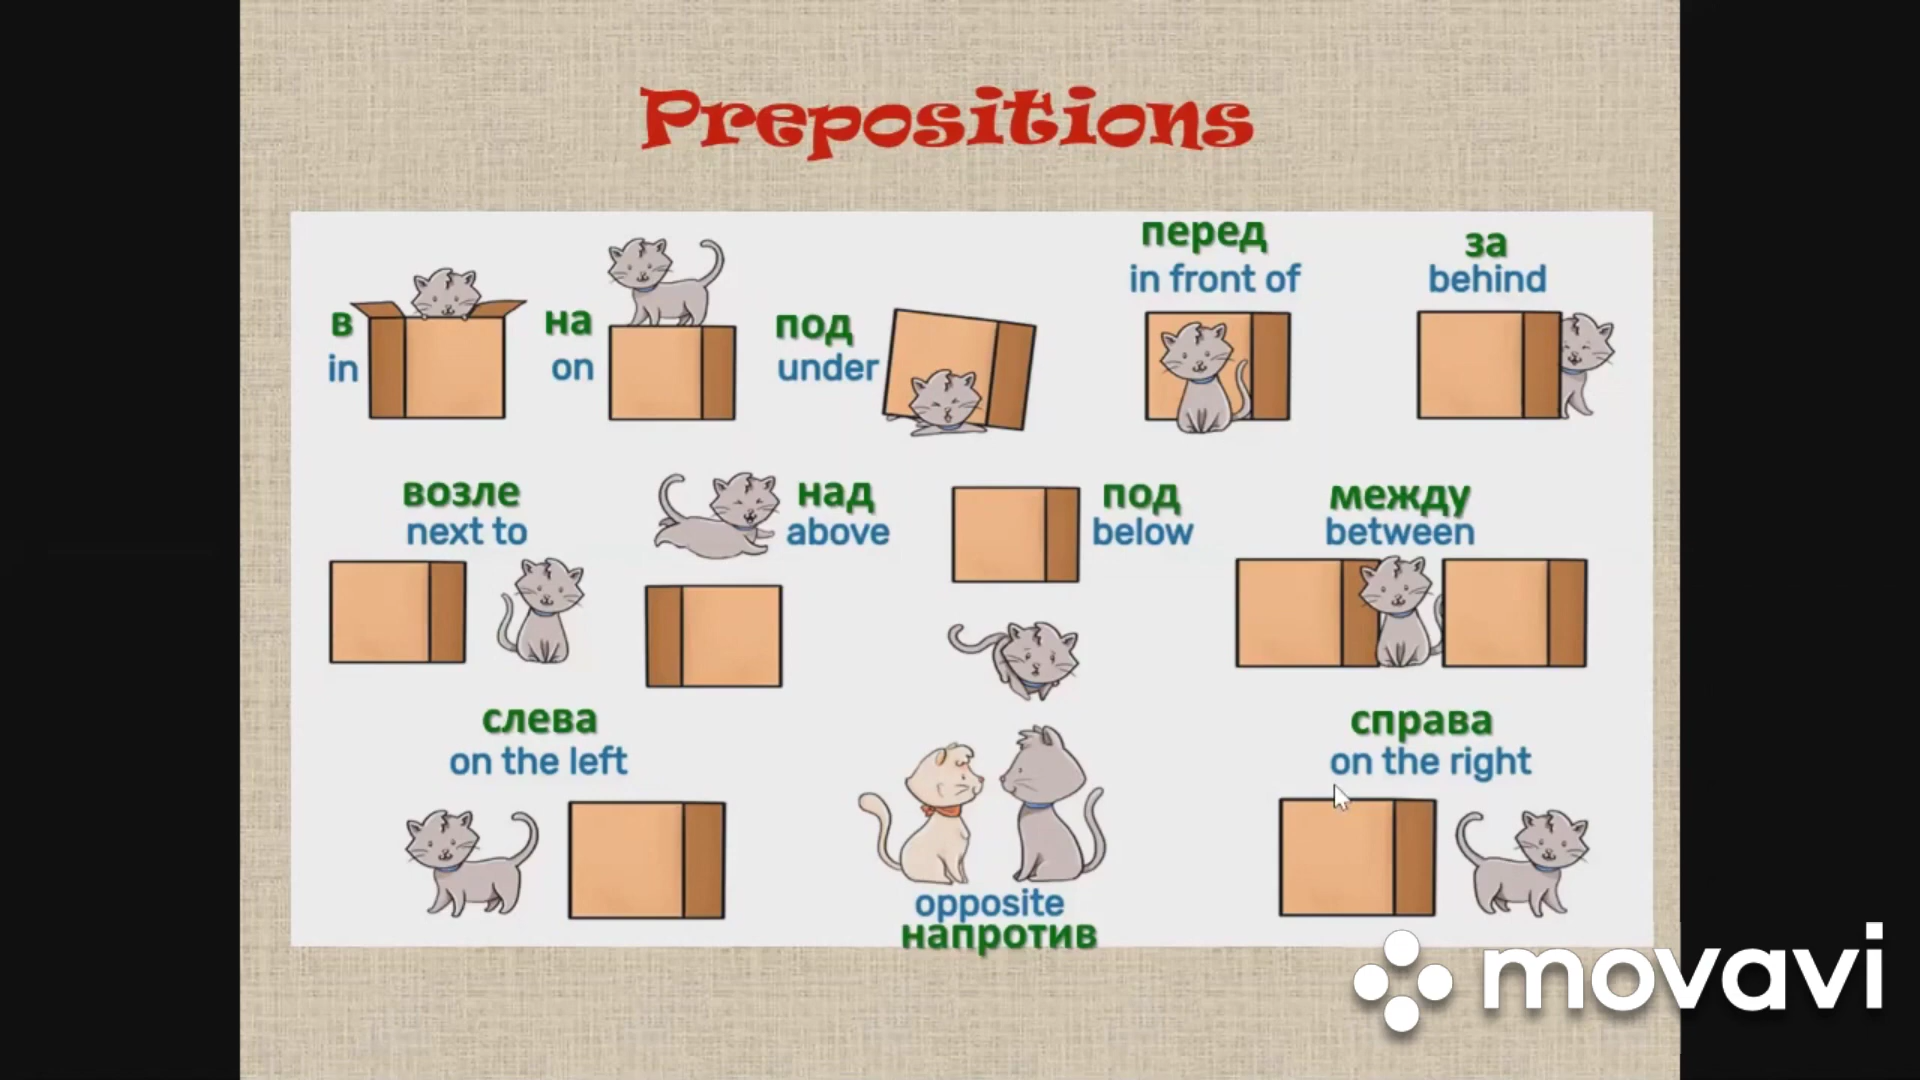 Prepositions
в
in
на
on
под
under
перед
in front of
за
behind
возле
next to
над
above
под
below
между
between
слева
on the left
opposite
напротив
справа
on the right
movavi